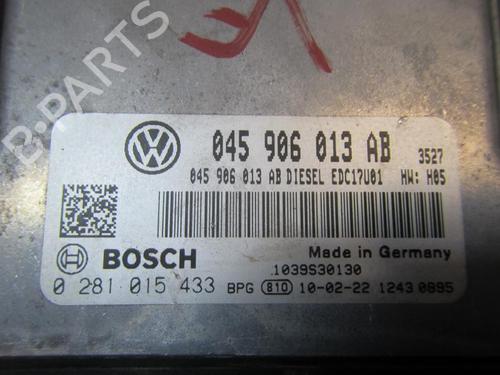 B-PARTS
VW
045 906 013 AB 3527
045 906 013 AB DIESEL EDC17U01 HW: H05
BOSCH
Made in Germany
1039S30130
0 281 015 433 BPG 810 10-02-22 1243 0895